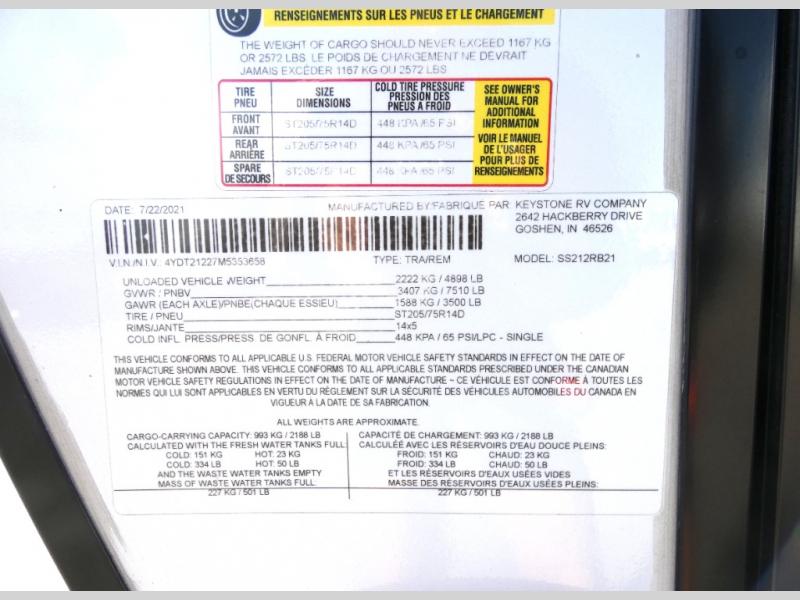 RENSEIGNEMENTS SUR LES PNEUS ET LE CHARGEMENT
THE WEIGHT OF CARGO SHOULD NEVER EXCEED 1167 KG
OR 2572 LBS. LE POIDS DE CHARGEMENT NE DEVRAIT
JAMAIS EXCÉDER 1167 KG OU 2572 LBS
TIRE
PNEU
SIZE
DIMENSIONS
COLD TIRE PRESSURE
PRESSION DES
PNEUS A FROID
SEE OWNER'S
MANUAL FOR
ADDITIONAL
INFORMATION
VOIR LE MANUEL
DE L'USAGER
POUR PLUS DE
RENSEIGNEMENTS
FRONT
AVANT
ST205/75R14D
448 KPA /65 PSI
REAR
ARRIÈRE
ST205/75R14D
448 KPA /65 PSI
SPARE
DE SECOURS
ST205/75R14D
448 KPA /65 PSI
DATE: 7/22/2021
MANUFACTURED BY/FABRIQUE PAR: KEYSTONE RV COMPANY
2642 HACKBERRY DRIVE
GOSHEN, IN 46526
V.I.N./N.I.V.: 4YDT21227M5353658
TYPE: TRA/REM
MODEL: SS212RB21
UNLOADED VEHICLE WEIGHT 2222 KG / 4898 LB
GVWR / PNBV 3407 KG / 7510 LB
GAWR (EACH AXLE)/PNBE(CHAQUE ESSIEU) 1588 KG / 3500 LB
TIRE / PNEU ST205/75R14D
RIMS/JANTE 14x5
COLD INFL. PRESS/PRESS. DE GONFL. À FROID 448 KPA / 65 PSI/LPC - SINGLE
THIS VEHICLE CONFORMS TO ALL APPLICABLE U.S. FEDERAL MOTOR VEHICLE SAFETY STANDARDS IN EFFECT ON THE DATE OF
MANUFACTURE SHOWN ABOVE. THIS VEHICLE CONFORMS TO ALL APPLICABLE STANDARDS PRESCRIBED UNDER THE CANADIAN
MOTOR VEHICLE SAFETY REGULATIONS IN EFFECT ON THE DATE OF MANUFACTURE – CE VÉHICULE EST CONFORME À TOUTES LES
NORMES QUI LUI SONT APPLICABLES EN VERTU DU RÈGLEMENT SUR LA SÉCURITÉ DES VÉHICULES AUTOMOBILES DU CANADA EN
VIGUEUR À LA DATE DE SA FABRICATION.
ALL WEIGHTS ARE APPROXIMATE.
CARGO-CARRYING CAPACITY: 993 KG / 2188 LB
CALCULATED WITH THE FRESH WATER TANKS FULL:
COLD: 151 KG HOT: 23 KG
COLD: 334 LB HOT: 50 LB
AND THE WASTE WATER TANKS EMPTY
MASS OF WASTE WATER TANKS FULL:
227 KG / 501 LB
CAPACITÉ DE CHARGEMENT: 993 KG / 2188 LB
CALCULÉE AVEC LES RÉSERVOIRS D'EAU DOUCE PLEINS:
FROID: 151 KG CHAUD: 23 KG
FROID: 334 LB CHAUD: 50 LB
ET LES RÉSERVOIRS D'EAUX USÉES VIDES
MASSE DES RÉSERVOIRS D'EAUX USÉES PLEINS:
227 KG / 501 LB